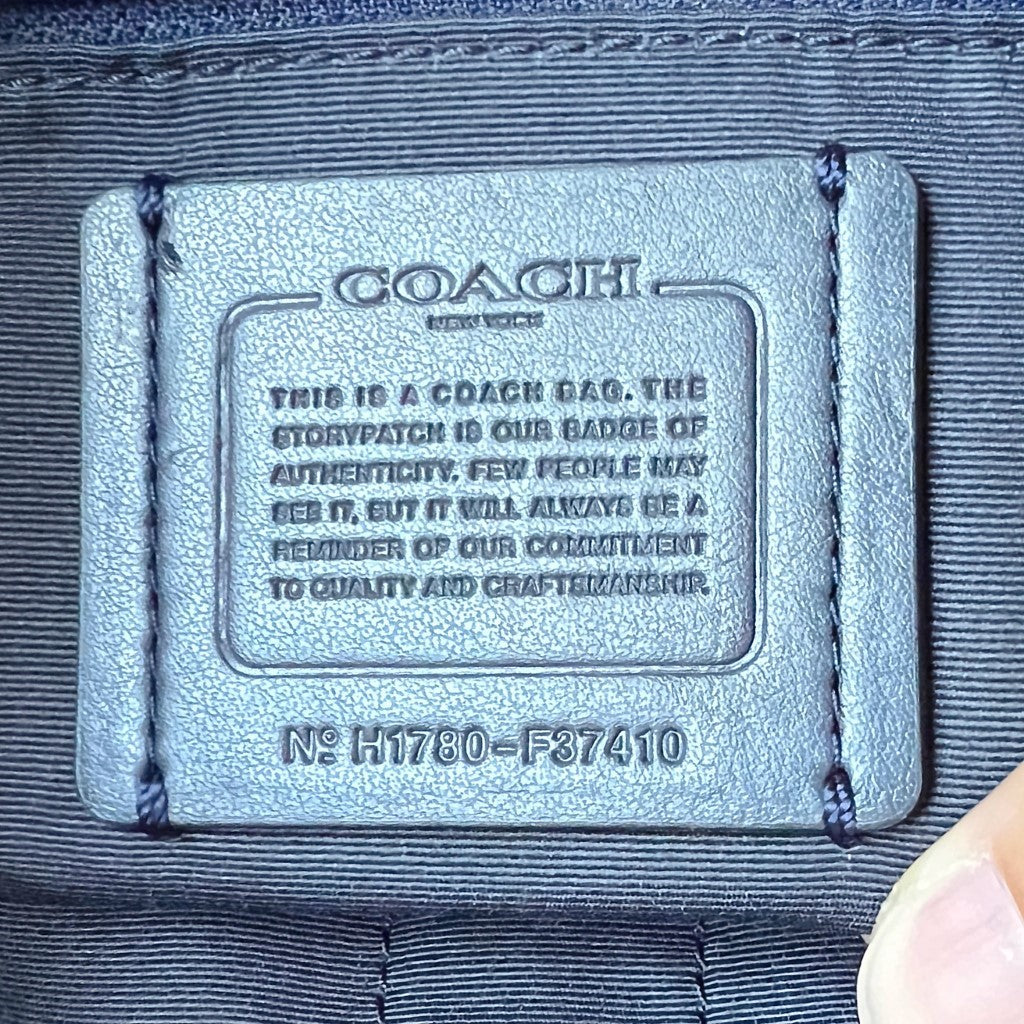 COACH
NEW YORK
THIS IS A COACH BAG. THE
STORYPATCH IS OUR BADGE OF
AUTHENTICITY. FEW PEOPLE MAY
SEE IT, BUT IT WILL ALWAYS BE A
REMINDER OF OUR COMMITMENT
TO QUALITY AND CRAFTSMANSHIP.
Nº H1780-F37410